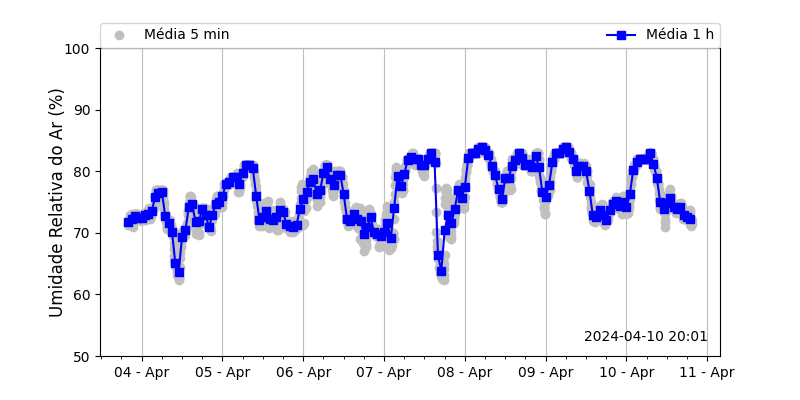 Média 5 min
Média 1 h
Umidade Relativa do Ar (%)
100
90
80
70
60
50
2024-04-10 20:01
04 - Apr
05 - Apr
06 - Apr
07 - Apr
08 - Apr
09 - Apr
10 - Apr
11 - Apr